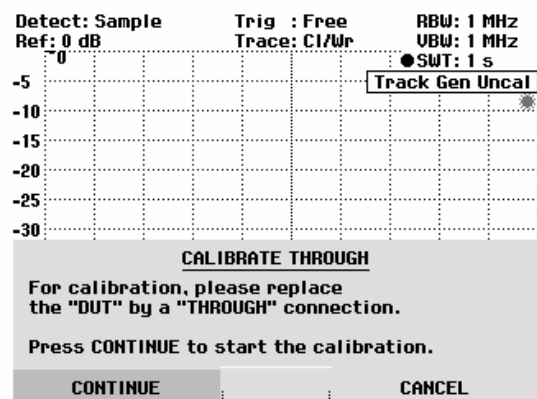 Detect: Sample Trig : Free RBW: 1 MHz
Ref: 0 dB Trace: Cl/Wr VBW: 1 MHz
0 ●SWT: 1 s
-5 Track Gen Uncal
-10
-15
-20
-25
-30
CALIBRATE THROUGH
For calibration, please replace
the "DUT" by a "THROUGH" connection.
Press CONTINUE to start the calibration.
CONTINUE CANCEL